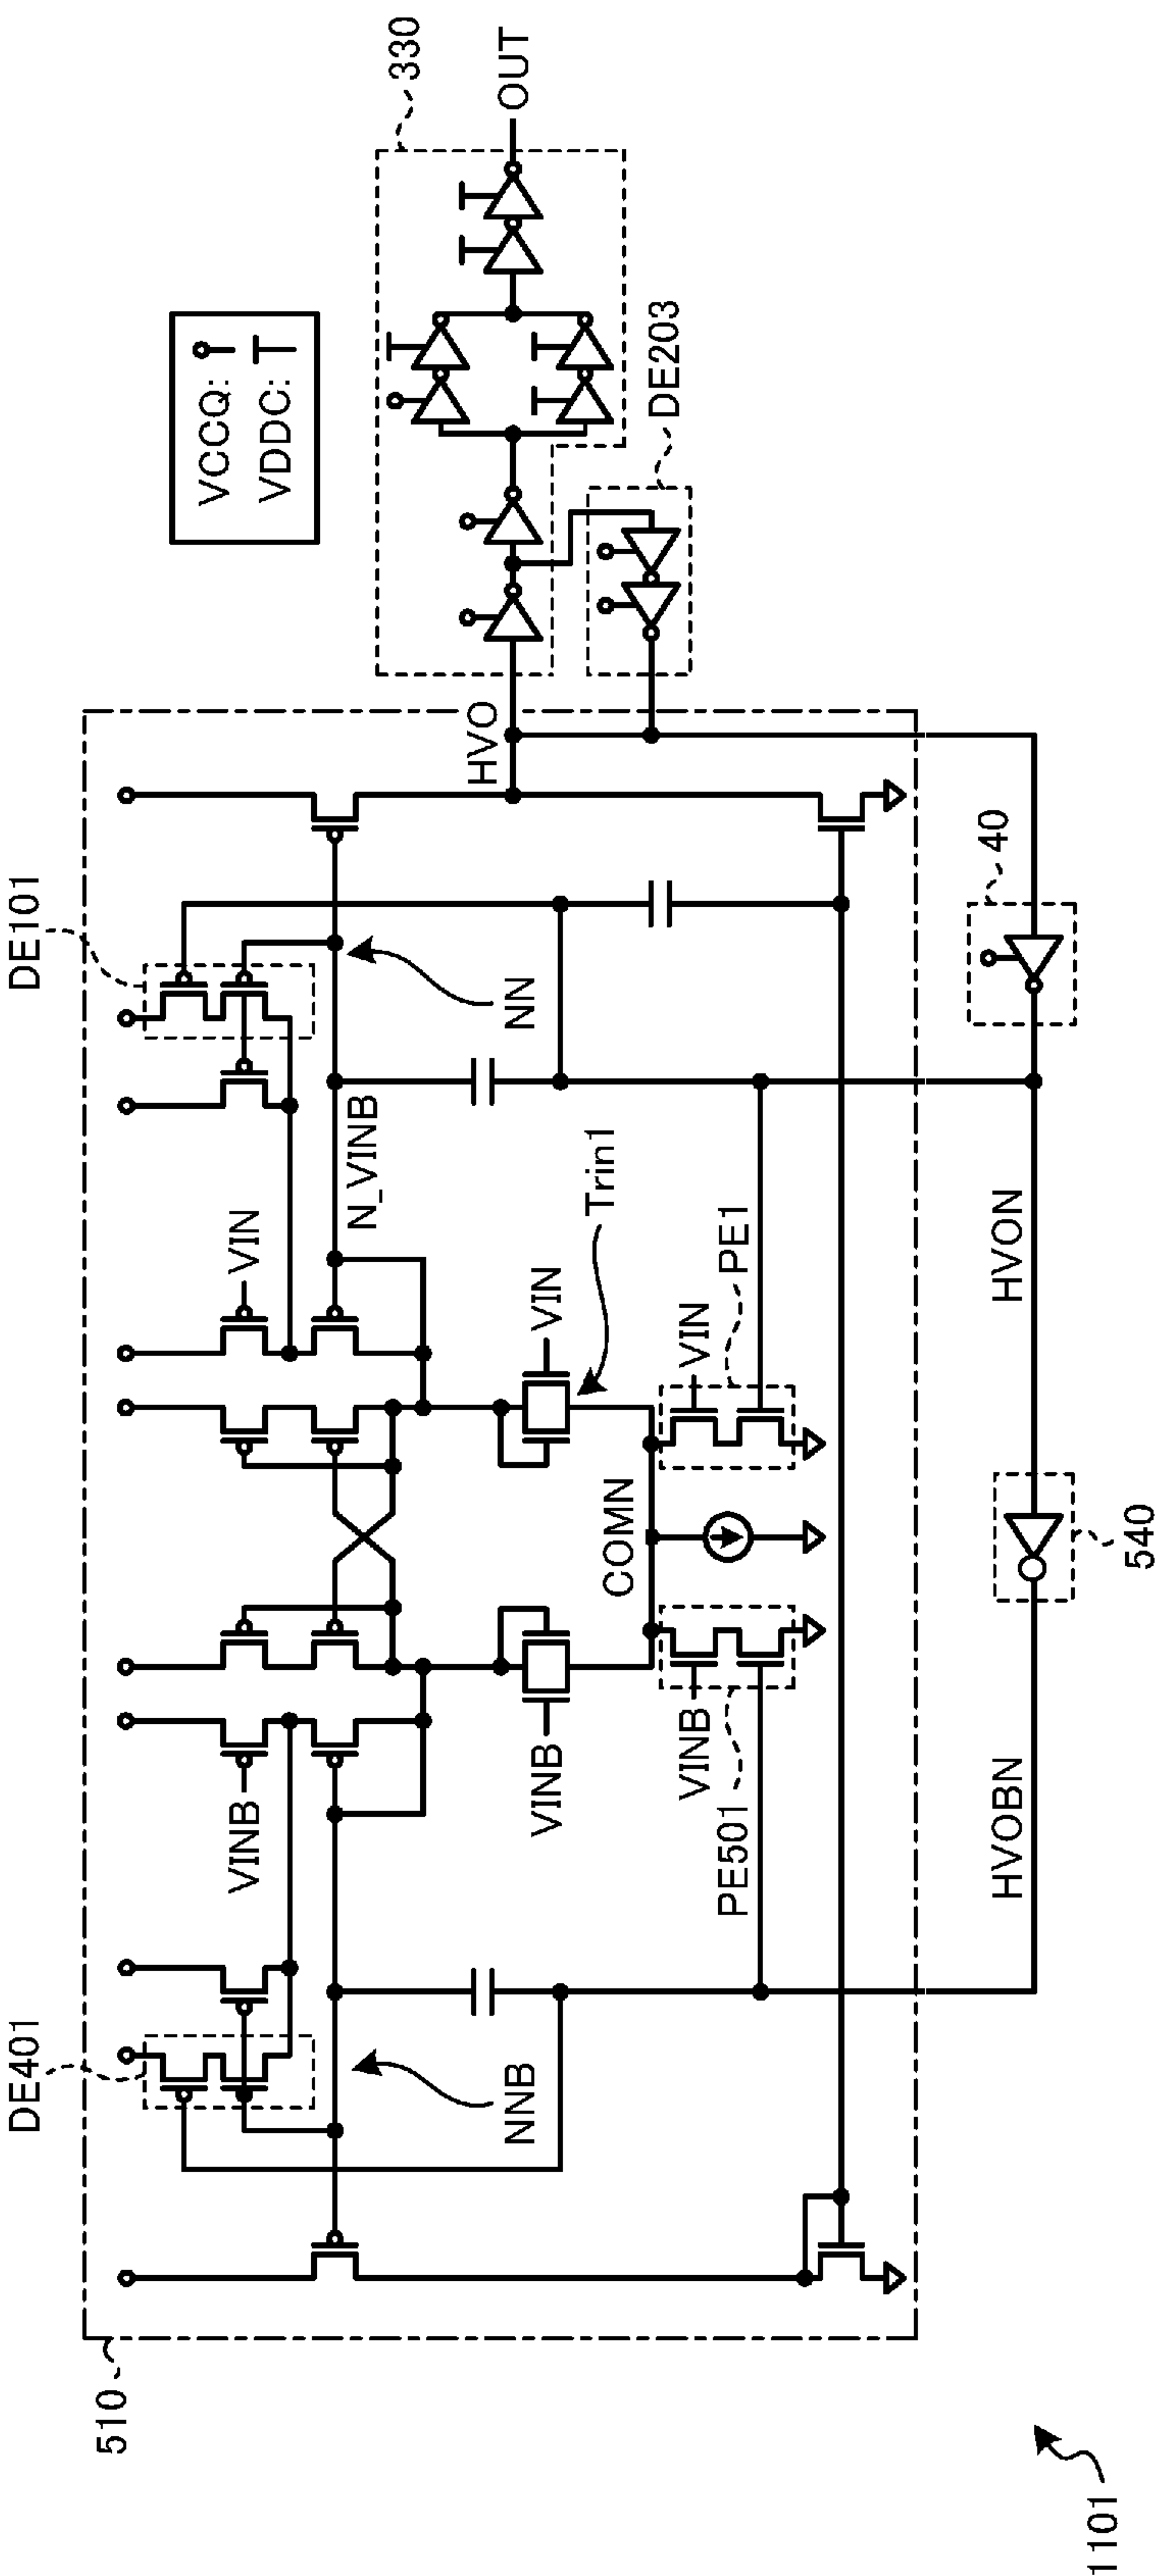 510
DE401
VINB
NNB
VINB
PE501
VINB
COMN
DE101
VIN
N_VINB
NN
Trin1
VIN
VIN
PE1
HVO
VCCQ:
VDDC:
330
OUT
DE203
40
HVON
540
HVOBN
1101